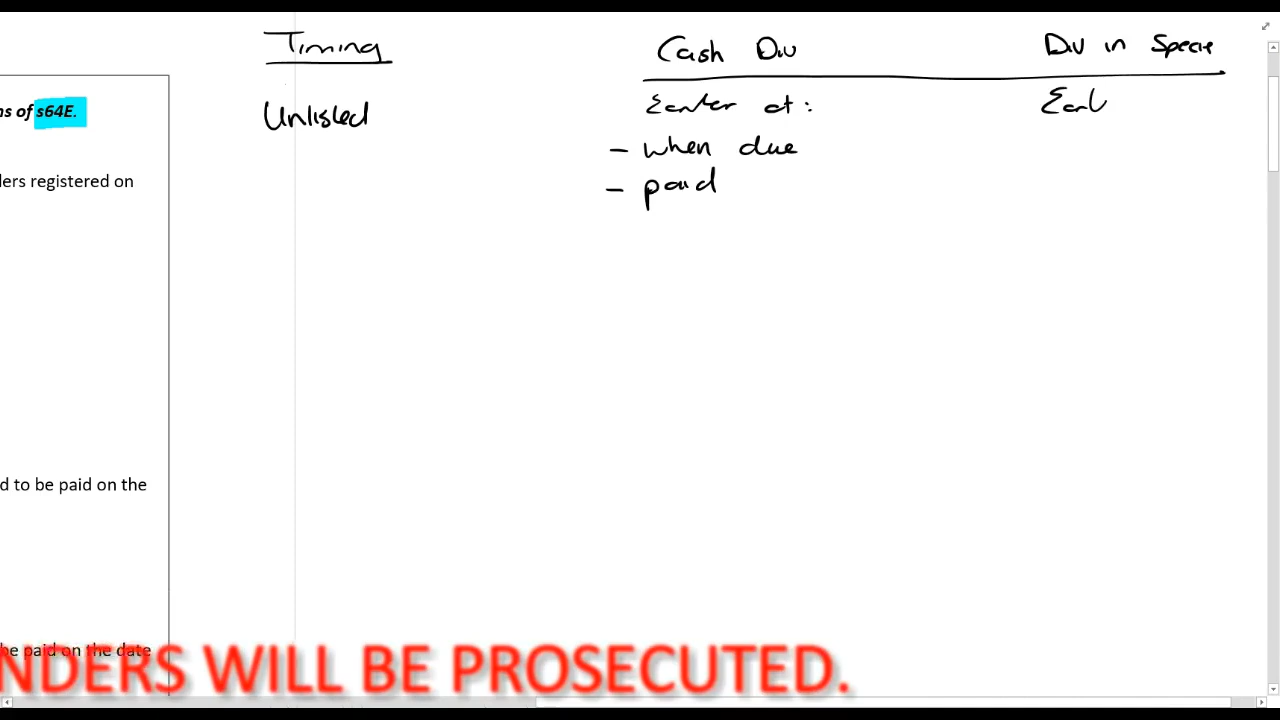 Timing
Cash Div
Div in Specie
ns of s64E.
Unlisted
Earlier of:
Earl
- when due
- paid
ders registered on
d to be paid on the
be paid on the date
NDERS WILL BE PROSECUTED.